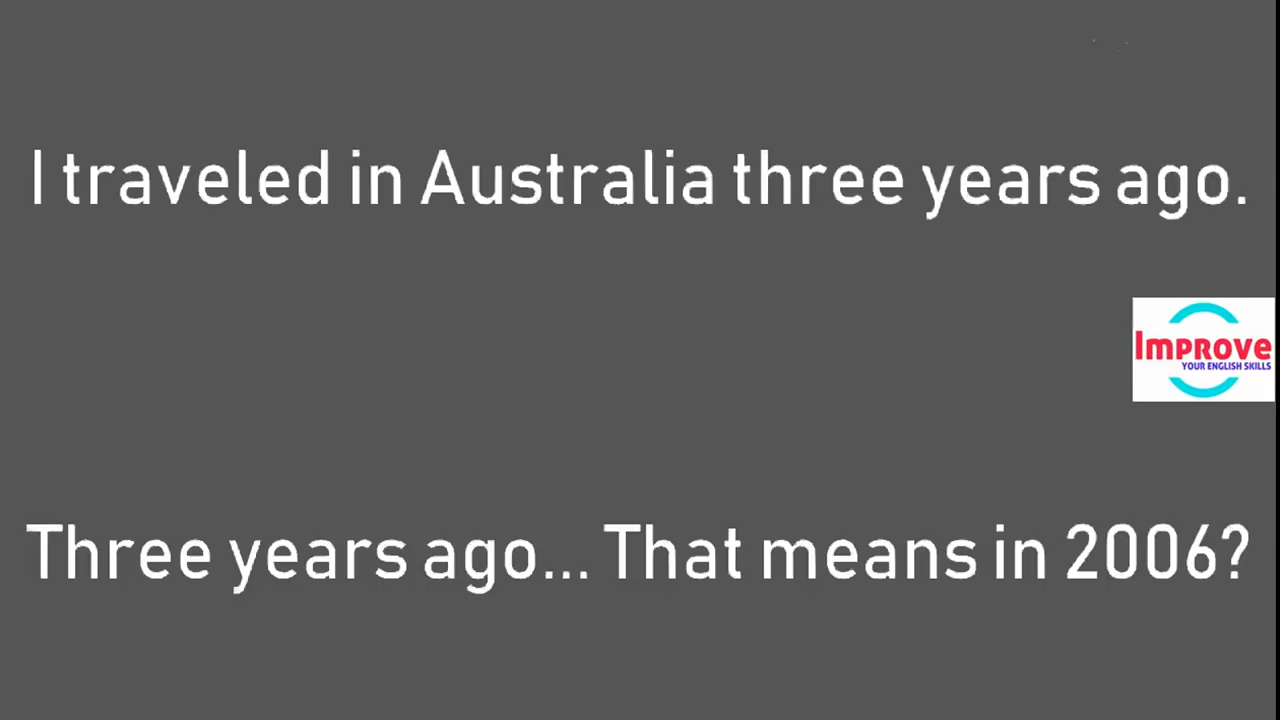 I traveled in Australia three years ago.
Improve
YOUR ENGLISH SKILLS
Three years ago... That means in 2006?